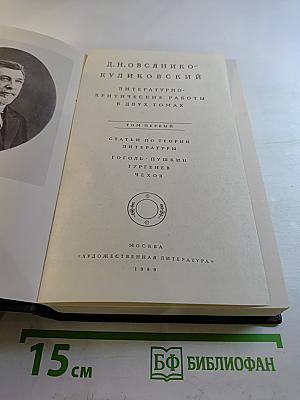 Д.Н.ОВСЯНИКО-
КУЛИКОВСКИЙ
ЛИТЕРАТУРНО-
КРИТИЧЕСКИЕ РАБОТЫ
В ДВУХ ТОМАХ
ТОМ ПЕРВЫЙ
СТАТЬИ ПО ТЕОРИИ
ЛИТЕРАТУРЫ
ГОГОЛЬ · ПУШКИН
ТУРГЕНЕВ
ЧЕХОВ
МОСКВА
«ХУДОЖЕСТВЕННАЯ ЛИТЕРАТУРА»
1989
15 см
БФ БИБЛИОФАН